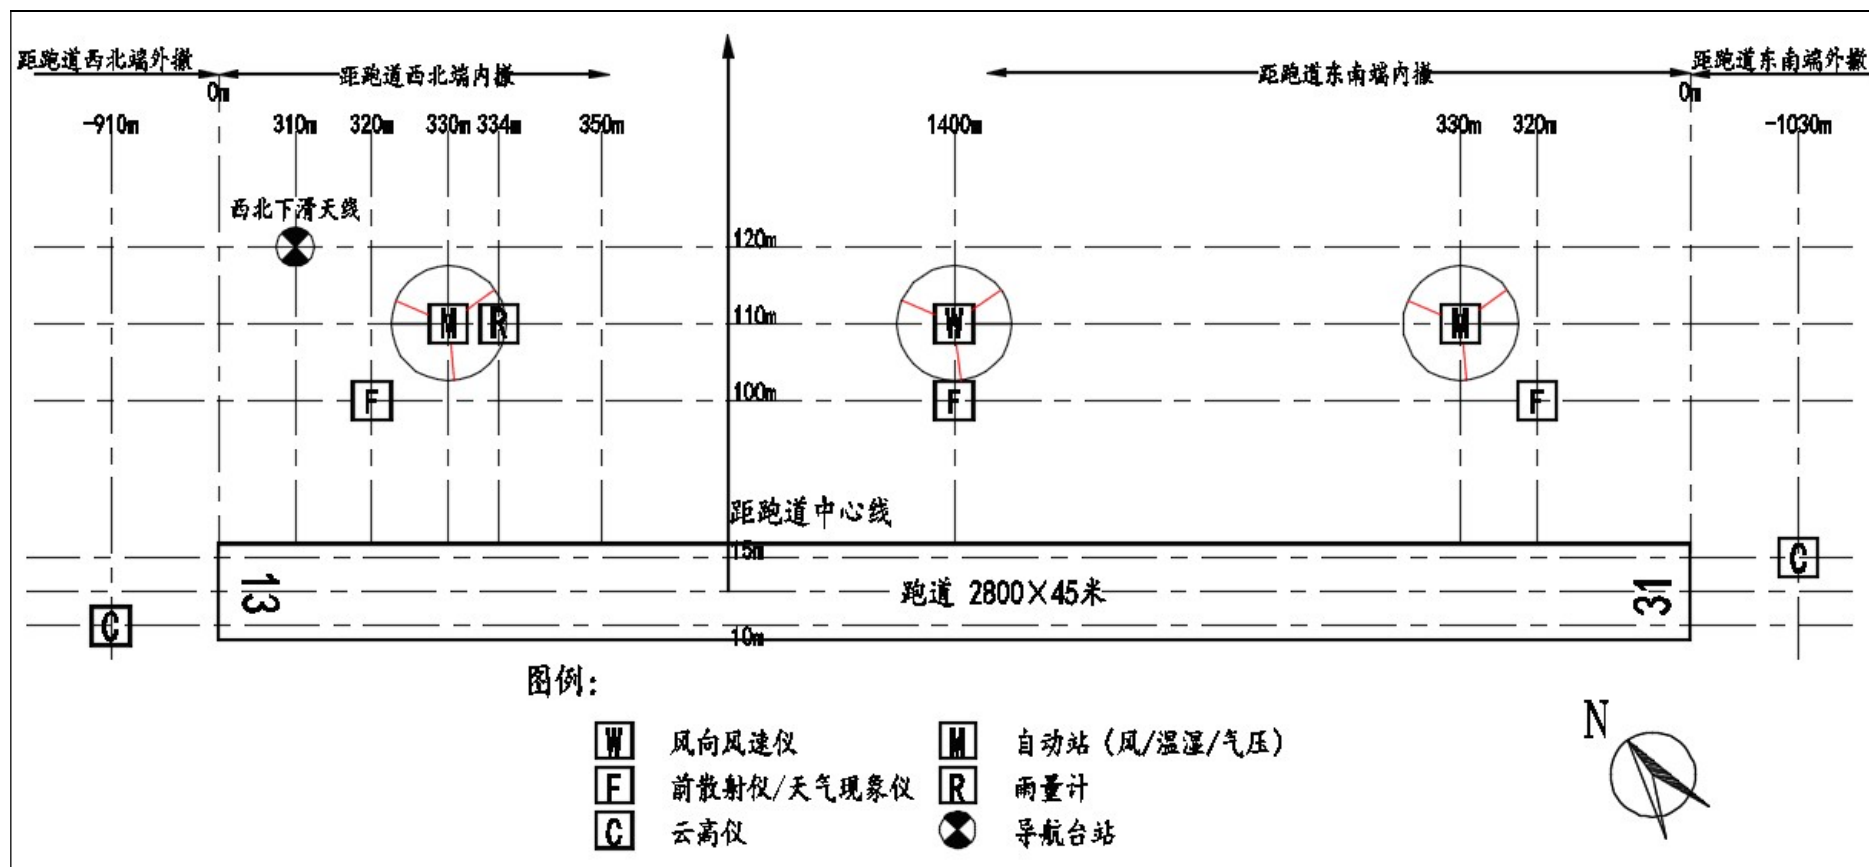 距跑道西北端外撤
距跑道西北端内撤
距跑道东南端内撤
距跑道东南端外撤
0m
0m
-910m
310m
320m
330m
334m
350m
1400m
330m
320m
-1030m
西北下滑天线
120m
M
R
110m
W
M
F
100m
F
F
距跑道中心线
15m
C
13
跑道 2800×45米
31
C
10m
图例：
W 风向风速仪
M 自动站（风/温湿/气压）
F 前散射仪/天气现象仪
R 雨量计
C 云高仪
导航台站
N